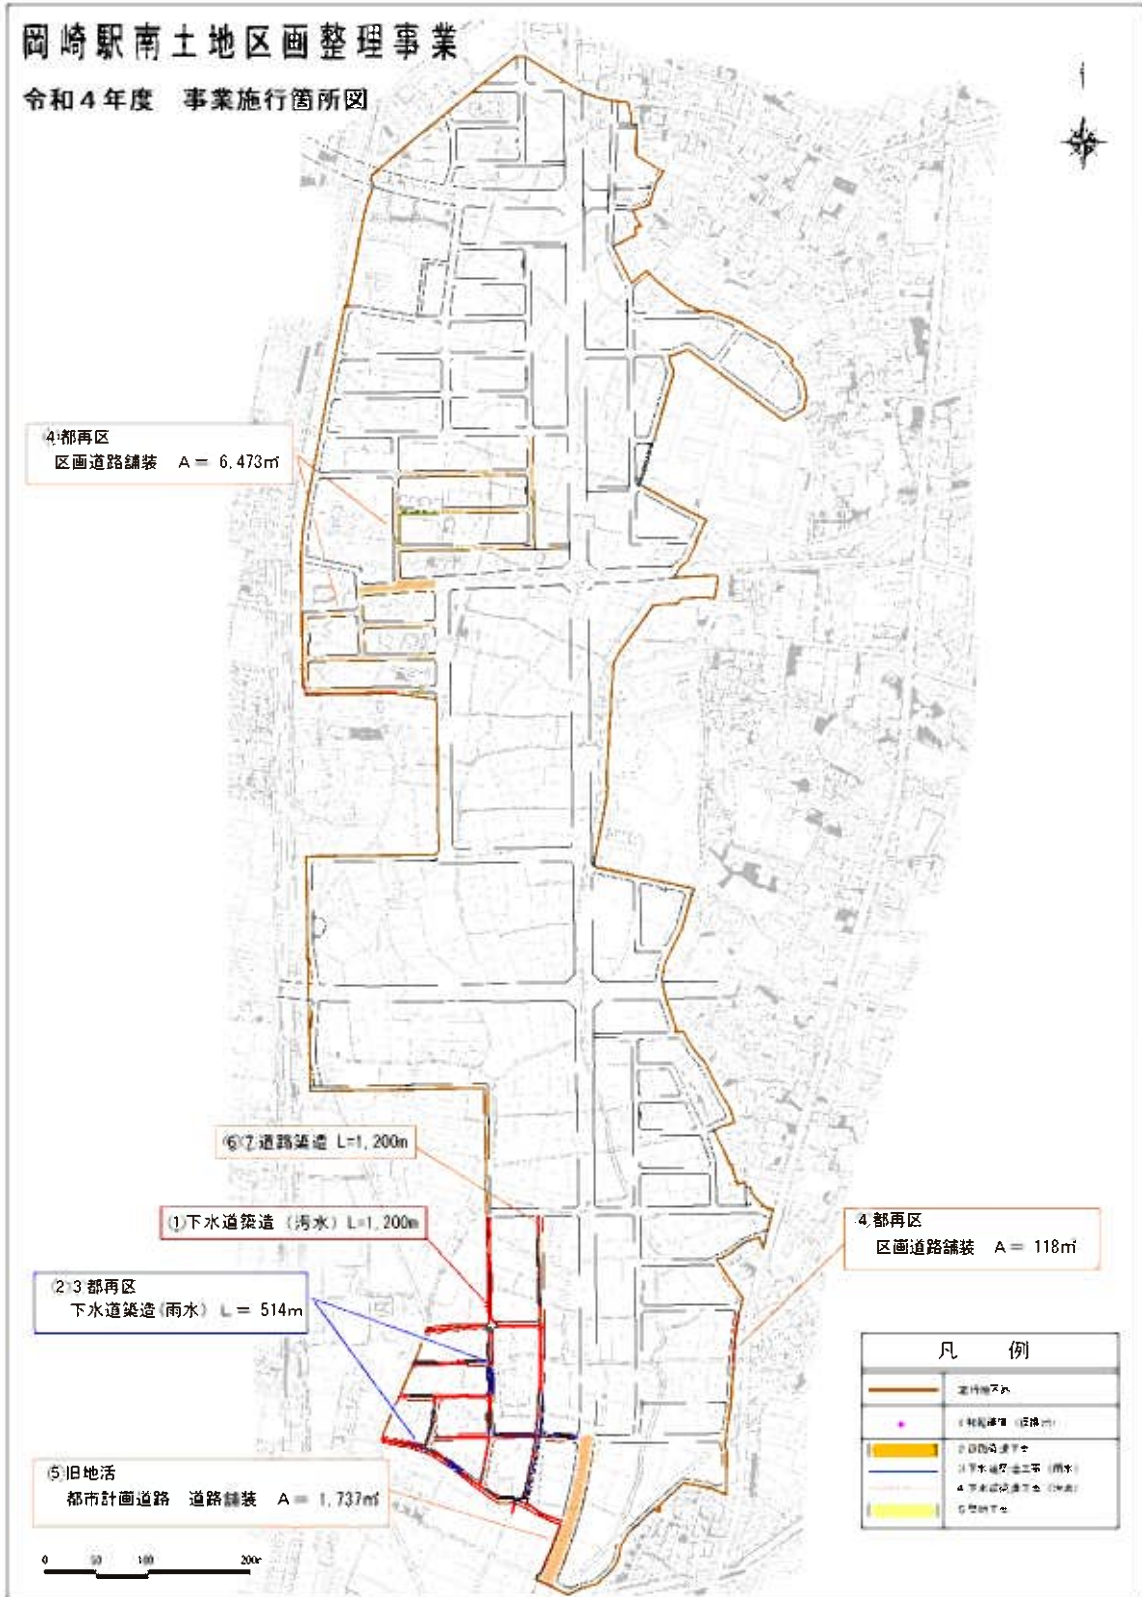 岡崎駅南土地区画整理事業
令和4年度 事業施行箇所図
④都再区
区画道路舗装 A= 6,473㎡
⑥⑦道路築造 L=1,200m
①下水道築造（汚水）L=1,200m
②③都再区
下水道築造(雨水) L= 514m
④都再区
区画道路舗装 A= 118㎡
⑤旧地活
都市計画道路 道路舗装 A= 1,737㎡
凡 例
0 50 100 200m